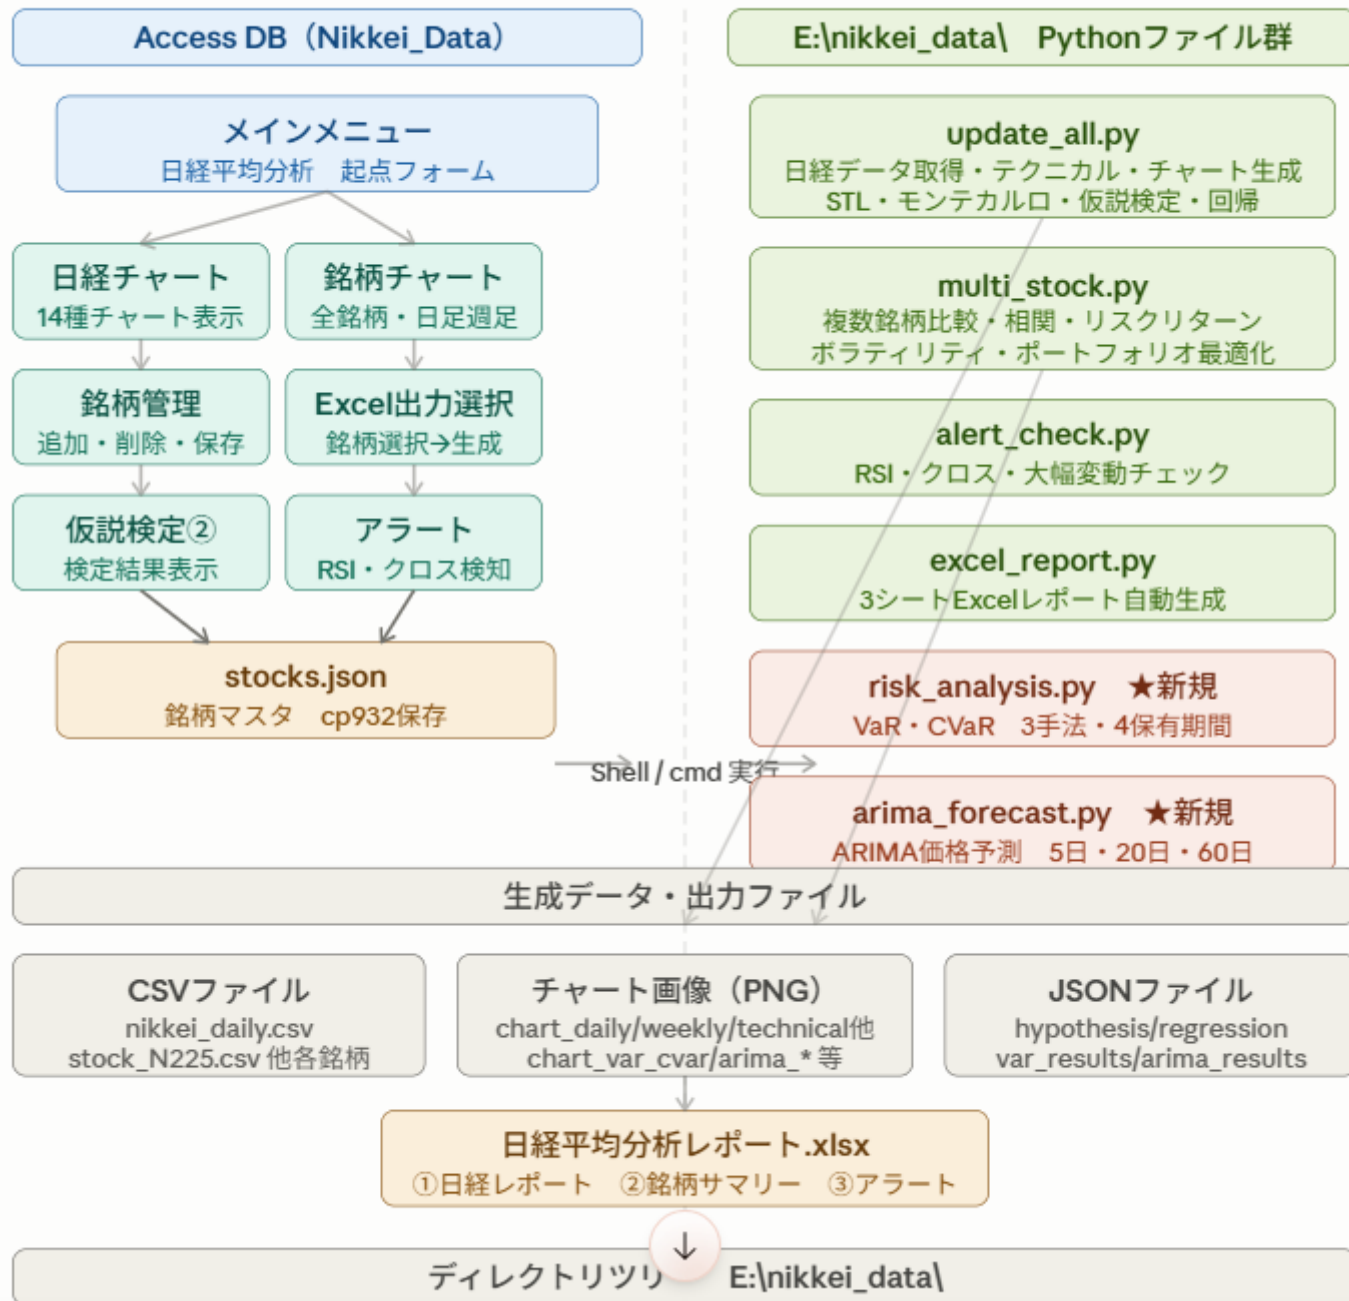 Access DB（Nikkei_Data）
メインメニュー
日経平均分析　起点フォーム
日経チャート
14種チャート表示
銘柄チャート
全銘柄・日足週足
銘柄管理
追加・削除・保存
Excel出力選択
銘柄選択→生成
仮説検定②
検定結果表示
アラート
RSI・クロス検知
stocks.json
銘柄マスタ　cp932保存
Shell / cmd 実行
E:\nikkei_data\　Pythonファイル群
update_all.py
日経データ取得・テクニカル・チャート生成
STL・モンテカルロ・仮説検定・回帰
multi_stock.py
複数銘柄比較・相関・リスクリターン
ボラティリティ・ポートフォリオ最適化
alert_check.py
RSI・クロス・大幅変動チェック
excel_report.py
3シートExcelレポート自動生成
risk_analysis.py　★新規
VaR・CVaR　3手法・4保有期間
arima_forecast.py　★新規
ARIMA価格予測　5日・20日・60日
生成データ・出力ファイル
CSVファイル
nikkei_daily.csv
stock_N225.csv 他各銘柄
チャート画像（PNG）
chart_daily/weekly/technical他
chart_var_cvar/arima_* 等
JSONファイル
hypothesis/regression
var_results/arima_results
日経平均分析レポート.xlsx
①日経レポート　②銘柄サマリー　③アラート
ディレクトリツリ　E:\nikkei_data\